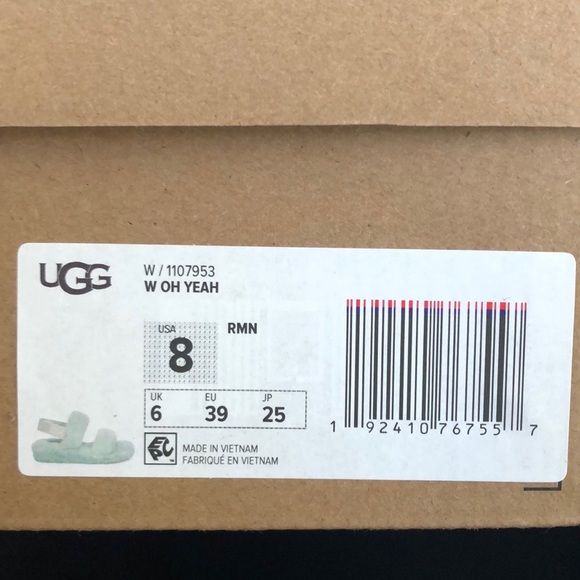 UGG
W / 1107953
W OH YEAH
USA
8
RMN
UK EU JP
6 39 25
EPC™
MADE IN VIETNAM
FABRIQUÉ EN VIETNAM
1 92410 76755 7